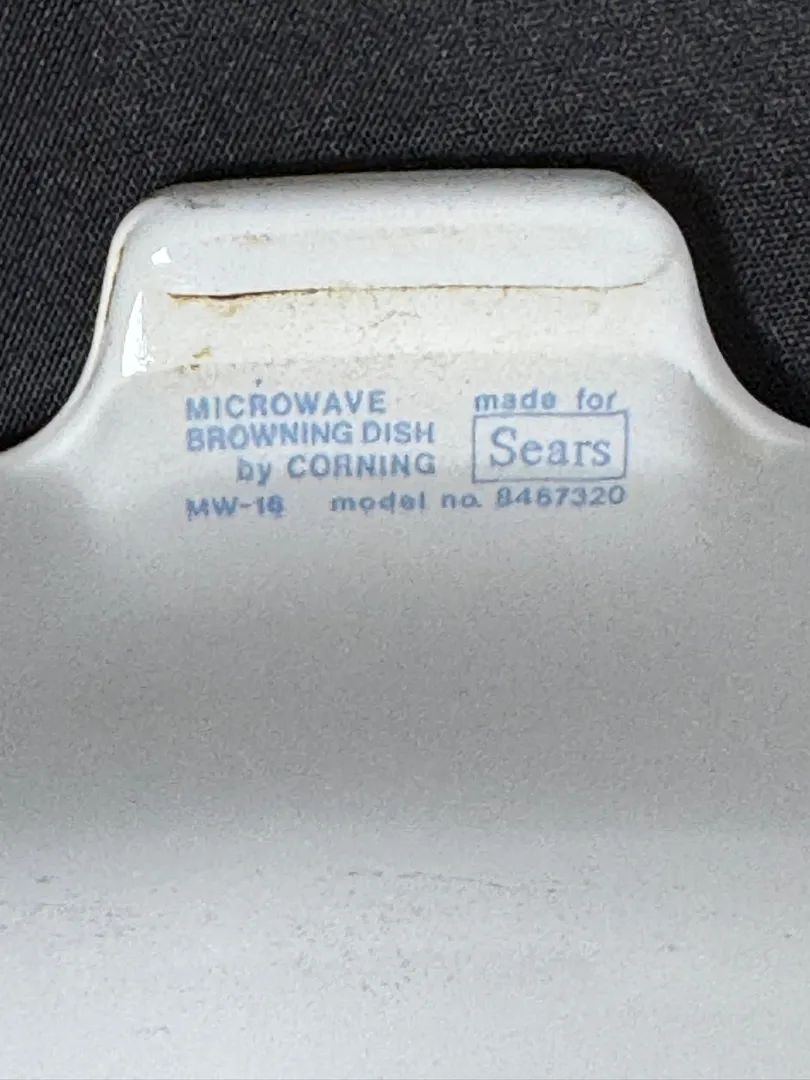 MICROWAVE
BROWNING DISH
by CORNING
MW-16 model no. 8467320
made for
Sears